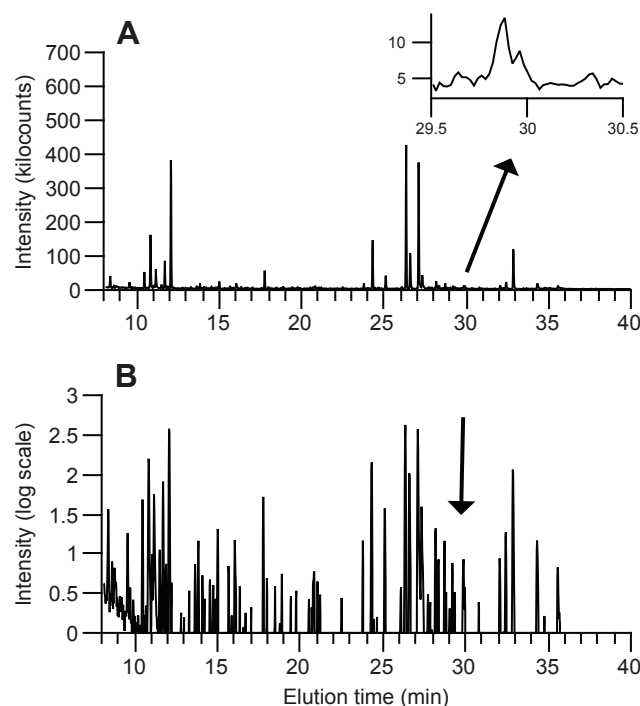 A
700
600
500
400
300
200
100
0
Intensity (kilocounts)
10 15 20 25 30 35 40
10
5
29.5 30 30.5
B
3
2.5
2
1.5
1
0.5
0
Intensity (log scale)
10 15 20 25 30 35 40
Elution time (min)